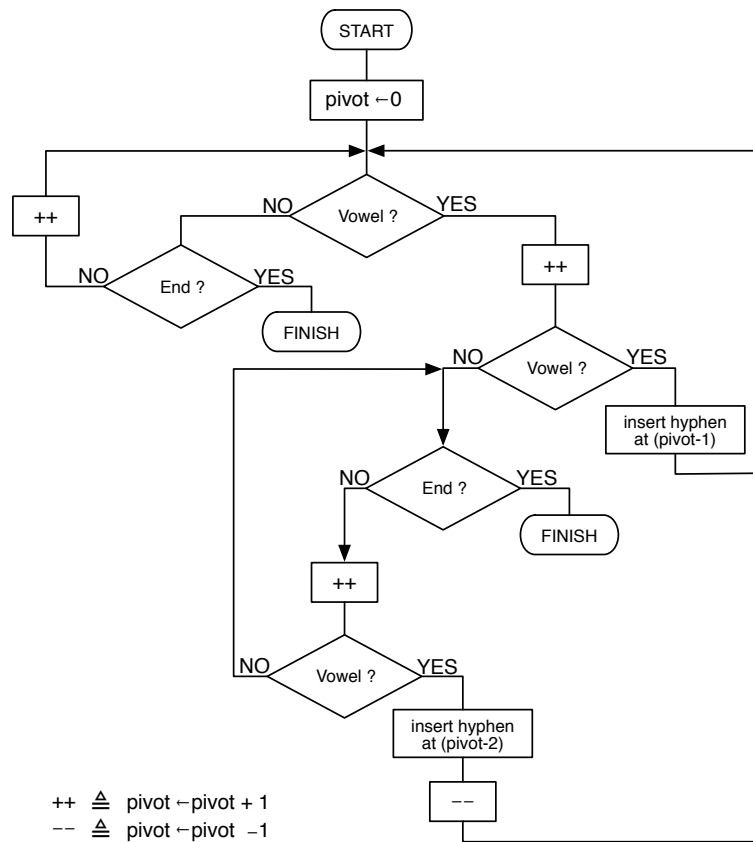 START
pivot ←0
NO
Vowel ?
YES
++
NO
End ?
YES
++
FINISH
NO
Vowel ?
YES
insert hyphen
at (pivot-1)
NO
End ?
YES
FINISH
++
NO
Vowel ?
YES
insert hyphen
at (pivot-2)
−−
++ ≜ pivot ←pivot + 1
−− ≜ pivot ←pivot −1